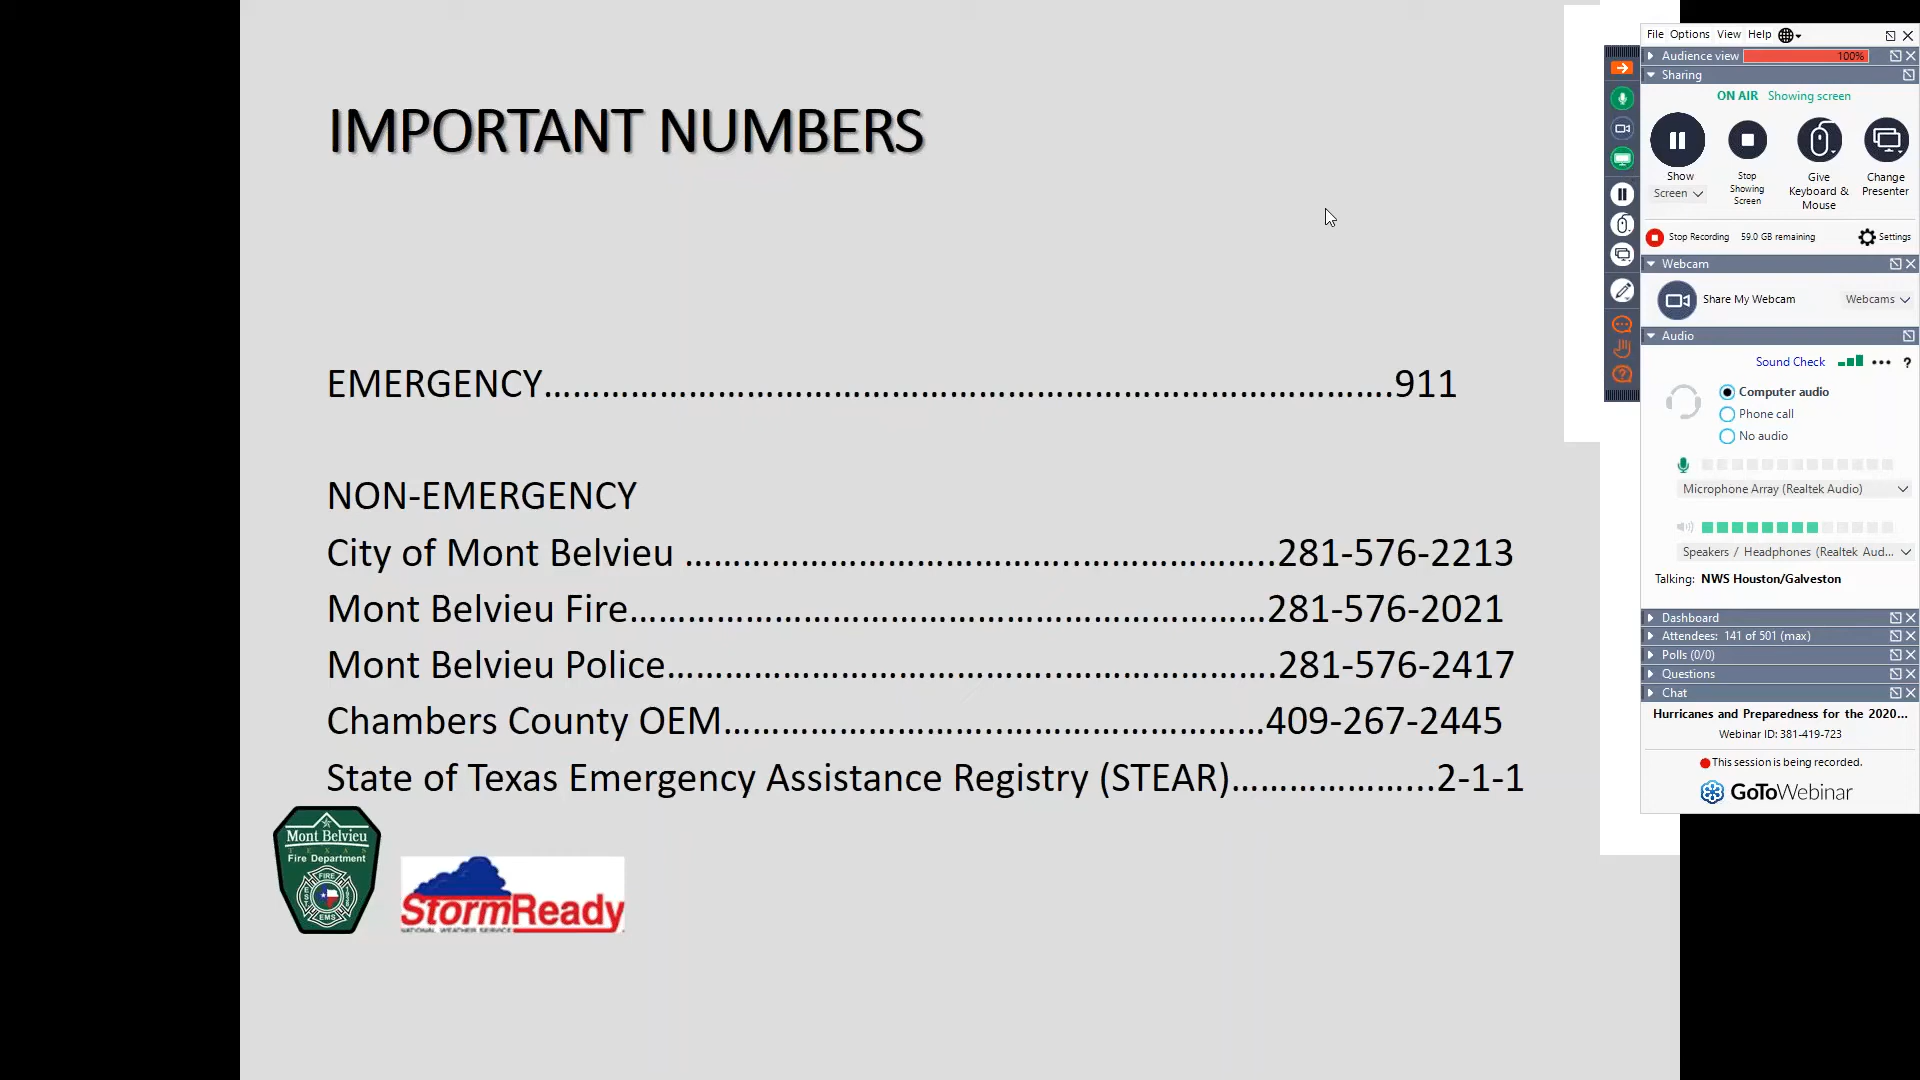 IMPORTANT NUMBERS
EMERGENCY……………………………………………………………………………….911
NON-EMERGENCY
City of Mont Belvieu …………………………………..………………..281-576-2213
Mont Belvieu Fire…………………………………………………………281-576-2021
Mont Belvieu Police…………………………………..………………….281-576-2417
Chambers County OEM………………………..………………………409-267-2445
State of Texas Emergency Assistance Registry (STEAR)………………...2-1-1
Mont Belvieu
TEXAS
Fire Department
FIRE
EMS
StormReady
NATIONAL WEATHER SERVICE
File Options View Help
Audience view 100%
Sharing
ON AIR Showing screen
Show
Screen
Stop
Showing
Screen
Give
Keyboard &
Mouse
Change
Presenter
Stop Recording 59.0 GB remaining Settings
Webcam
Share My Webcam Webcams
Audio
Sound Check ?
Computer audio
Phone call
No audio
Microphone Array (Realtek Audio)
Speakers / Headphones (Realtek Aud...
Talking: NWS Houston/Galveston
Dashboard
Attendees: 141 of 501 (max)
Polls (0/0)
Questions
Chat
Hurricanes and Preparedness for the 2020...
Webinar ID: 381-419-723
This session is being recorded.
GoToWebinar